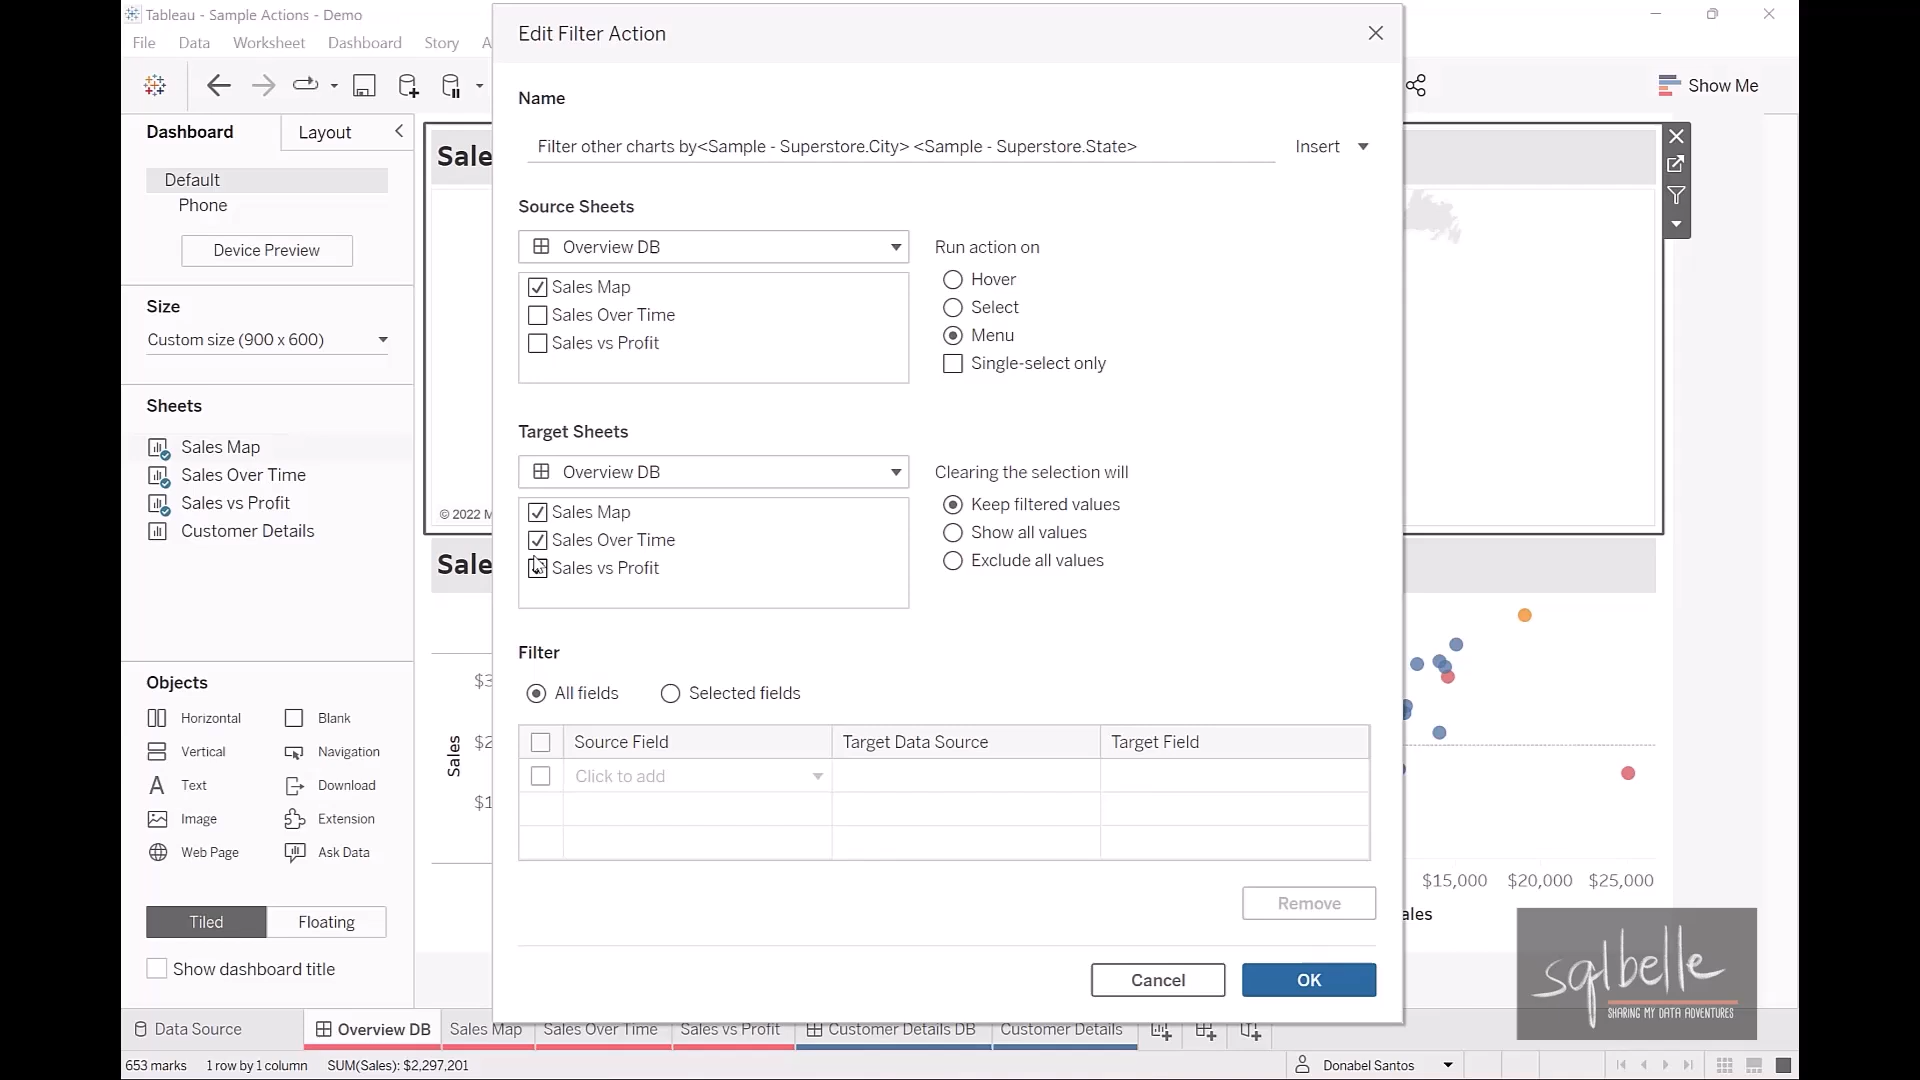 Tableau - Sample Actions - Demo
File Data Worksheet Dashboard Story A
Show Me
Dashboard Layout
Default
Phone
Device Preview
Size
Custom size (900 x 600)
Sheets
Sales Map
Sales Over Time
Sales vs Profit
Customer Details
Objects
Horizontal Blank
Vertical Navigation
Text Download
Image Extension
Web Page Ask Data
Tiled Floating
Show dashboard title
Sale
© 2022 M
Sale
Sales
$3
$2
$1
Edit Filter Action
Name
Filter other charts by<Sample - Superstore.City> <Sample - Superstore.State>
Insert
Source Sheets
Overview DB
Sales Map
Sales Over Time
Sales vs Profit
Run action on
Hover
Select
Menu
Single-select only
Target Sheets
Overview DB
Sales Map
Sales Over Time
Sales vs Profit
Clearing the selection will
Keep filtered values
Show all values
Exclude all values
Filter
All fields Selected fields
Source Field Target Data Source Target Field
Click to add
Remove
Cancel OK
$15,000 $20,000 $25,000
ales
sqlbelle
SHARING MY DATA ADVENTURES
Data Source Overview DB Sales Map Sales Over Time Sales vs Profit Customer Details DB Customer Details
653 marks 1 row by 1 column SUM(Sales): $2,297,201
Donabel Santos